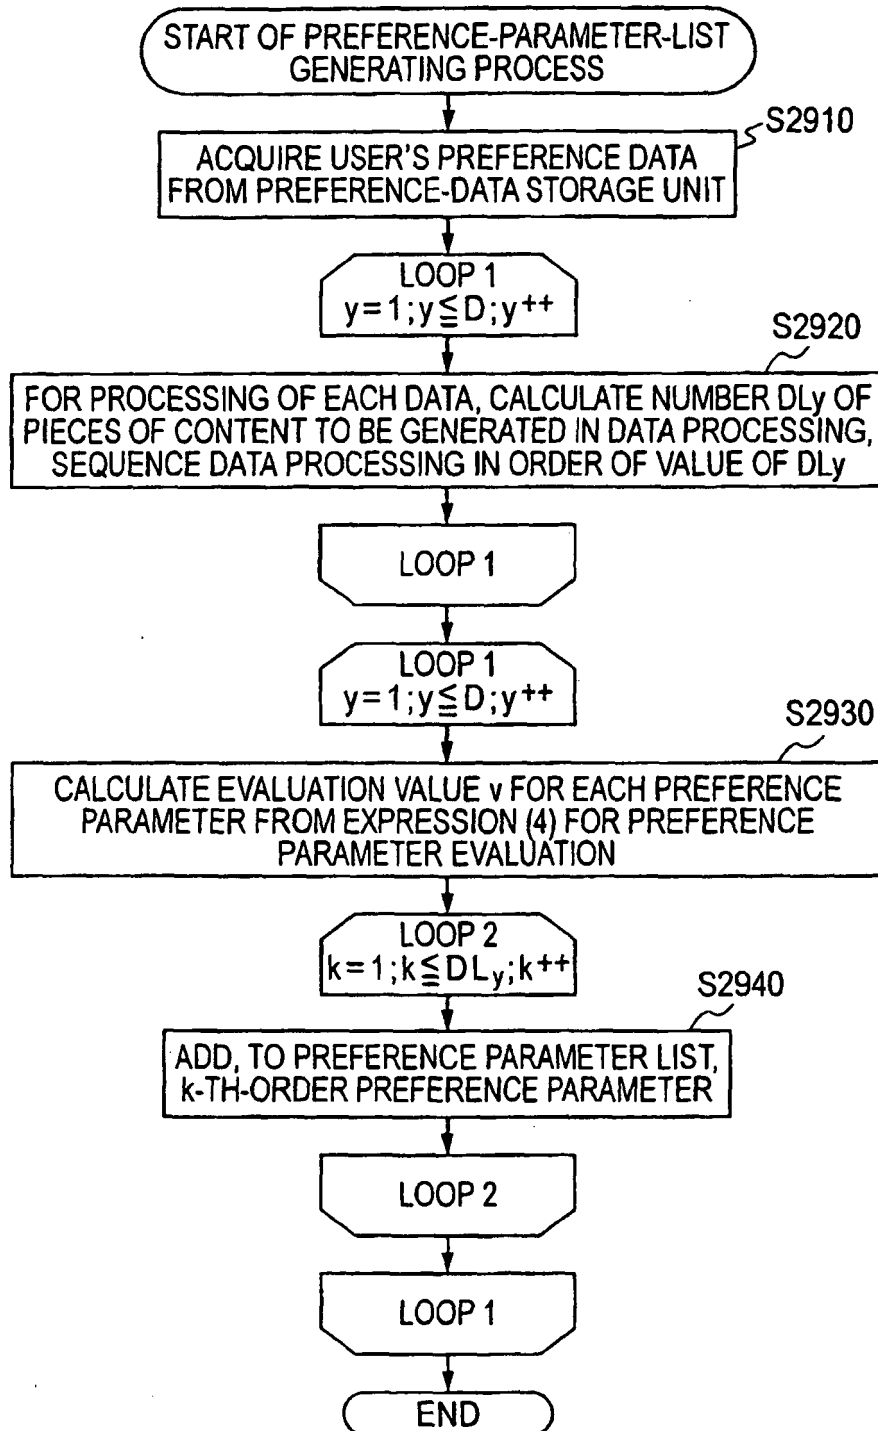 START OF PREFERENCE-PARAMETER-LIST
GENERATING PROCESS
S2910
ACQUIRE USER'S PREFERENCE DATA
FROM PREFERENCE-DATA STORAGE UNIT
LOOP 1
y=1;y≦D;y++
S2920
FOR PROCESSING OF EACH DATA, CALCULATE NUMBER DLy OF
PIECES OF CONTENT TO BE GENERATED IN DATA PROCESSING,
SEQUENCE DATA PROCESSING IN ORDER OF VALUE OF DLy
LOOP 1
LOOP 1
y=1;y≦D;y++
S2930
CALCULATE EVALUATION VALUE v FOR EACH PREFERENCE
PARAMETER FROM EXPRESSION (4) FOR PREFERENCE
PARAMETER EVALUATION
LOOP 2
k=1;k≦DLy;k++
S2940
ADD, TO PREFERENCE PARAMETER LIST,
k-TH-ORDER PREFERENCE PARAMETER
LOOP 2
LOOP 1
END